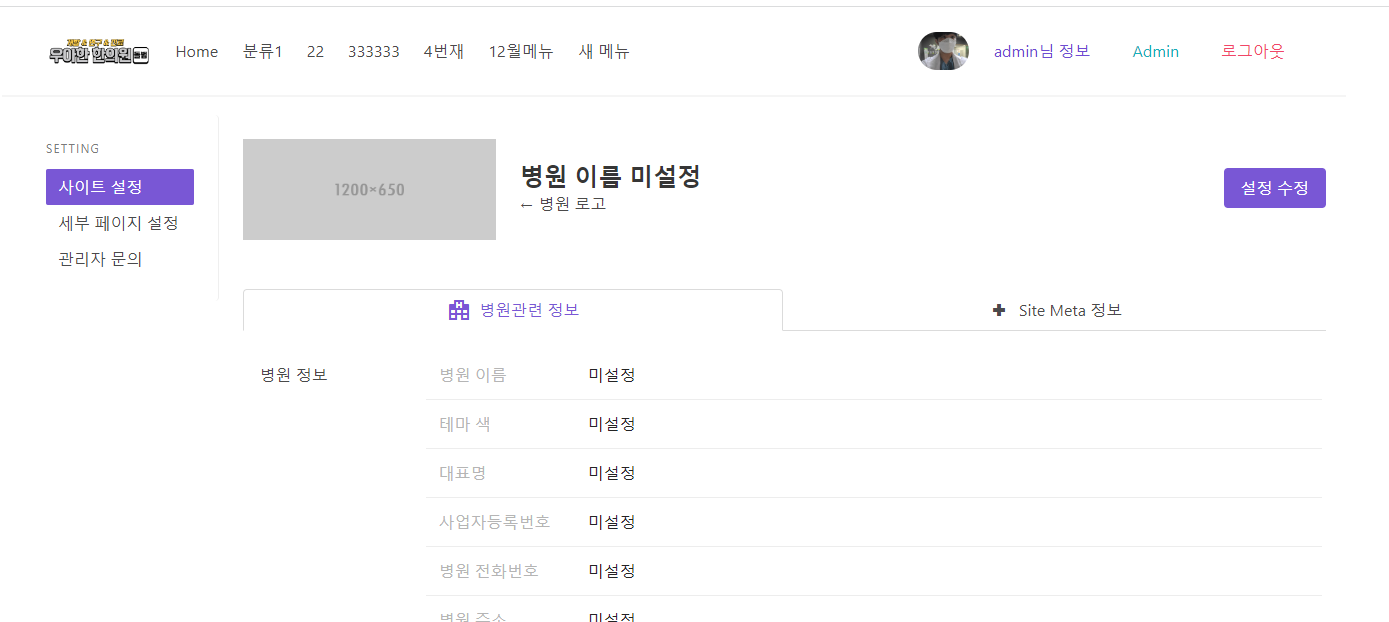 개발 & 탐구 & 일상
우아한 한의원
Home 분류1 22 333333 4번재 12월메뉴 새 메뉴
admin님 정보 Admin 로그아웃
SETTING
사이트 설정
세부 페이지 설정
관리자 문의
1200×650
병원 이름 미설정
← 병원 로고
설정 수정
병원관련 정보
Site Meta 정보
병원 정보
병원 이름 미설정
테마 색 미설정
대표명 미설정
사업자등록번호 미설정
병원 전화번호 미설정
병원 주소 미설정